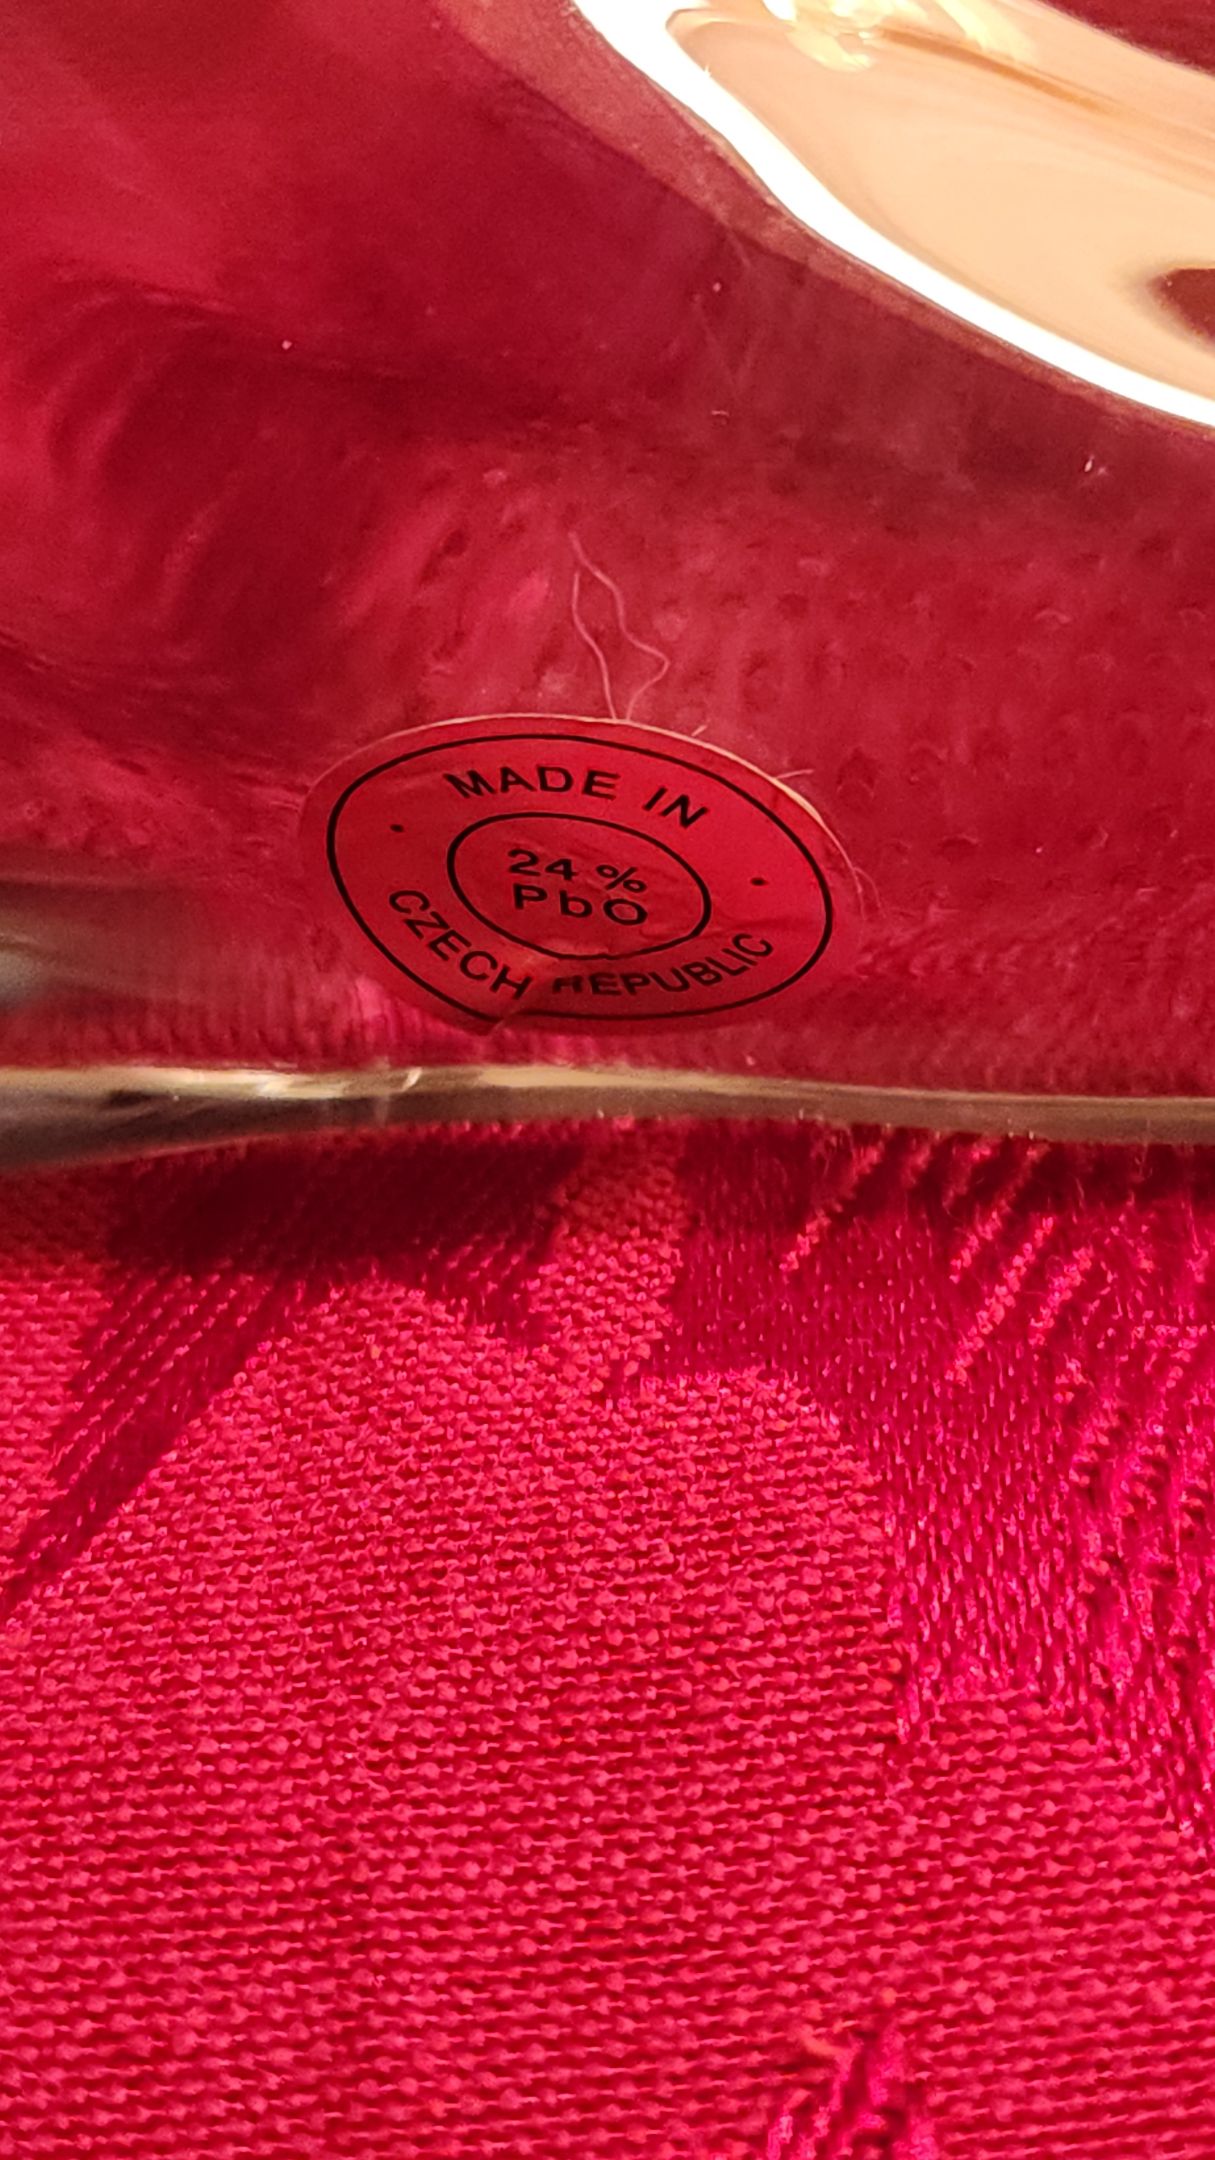 MADE IN
24 %
PbO
CZECH REPUBLIC